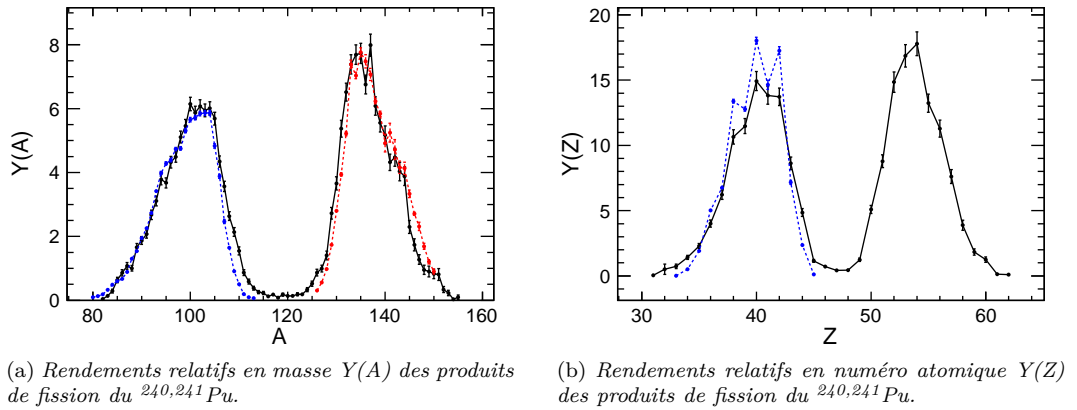 Y(A)
8
6
4
2
0
80 100 120 140 160
A
Y(Z)
20
15
10
5
0
30 40 50 60
Z
(a) Rendements relatifs en masse Y(A) des produits
de fission du 240,241Pu.
(b) Rendements relatifs en numéro atomique Y(Z)
des produits de fission du 240,241Pu.